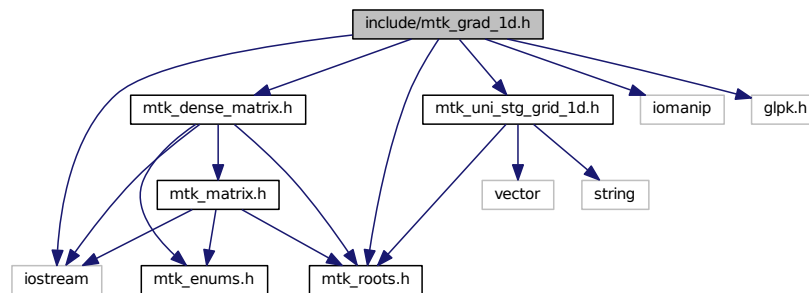 include/mtk_grad_1d.h
mtk_dense_matrix.h
mtk_uni_stg_grid_1d.h
iomanip
glpk.h
mtk_matrix.h
vector
string
iostream
mtk_enums.h
mtk_roots.h